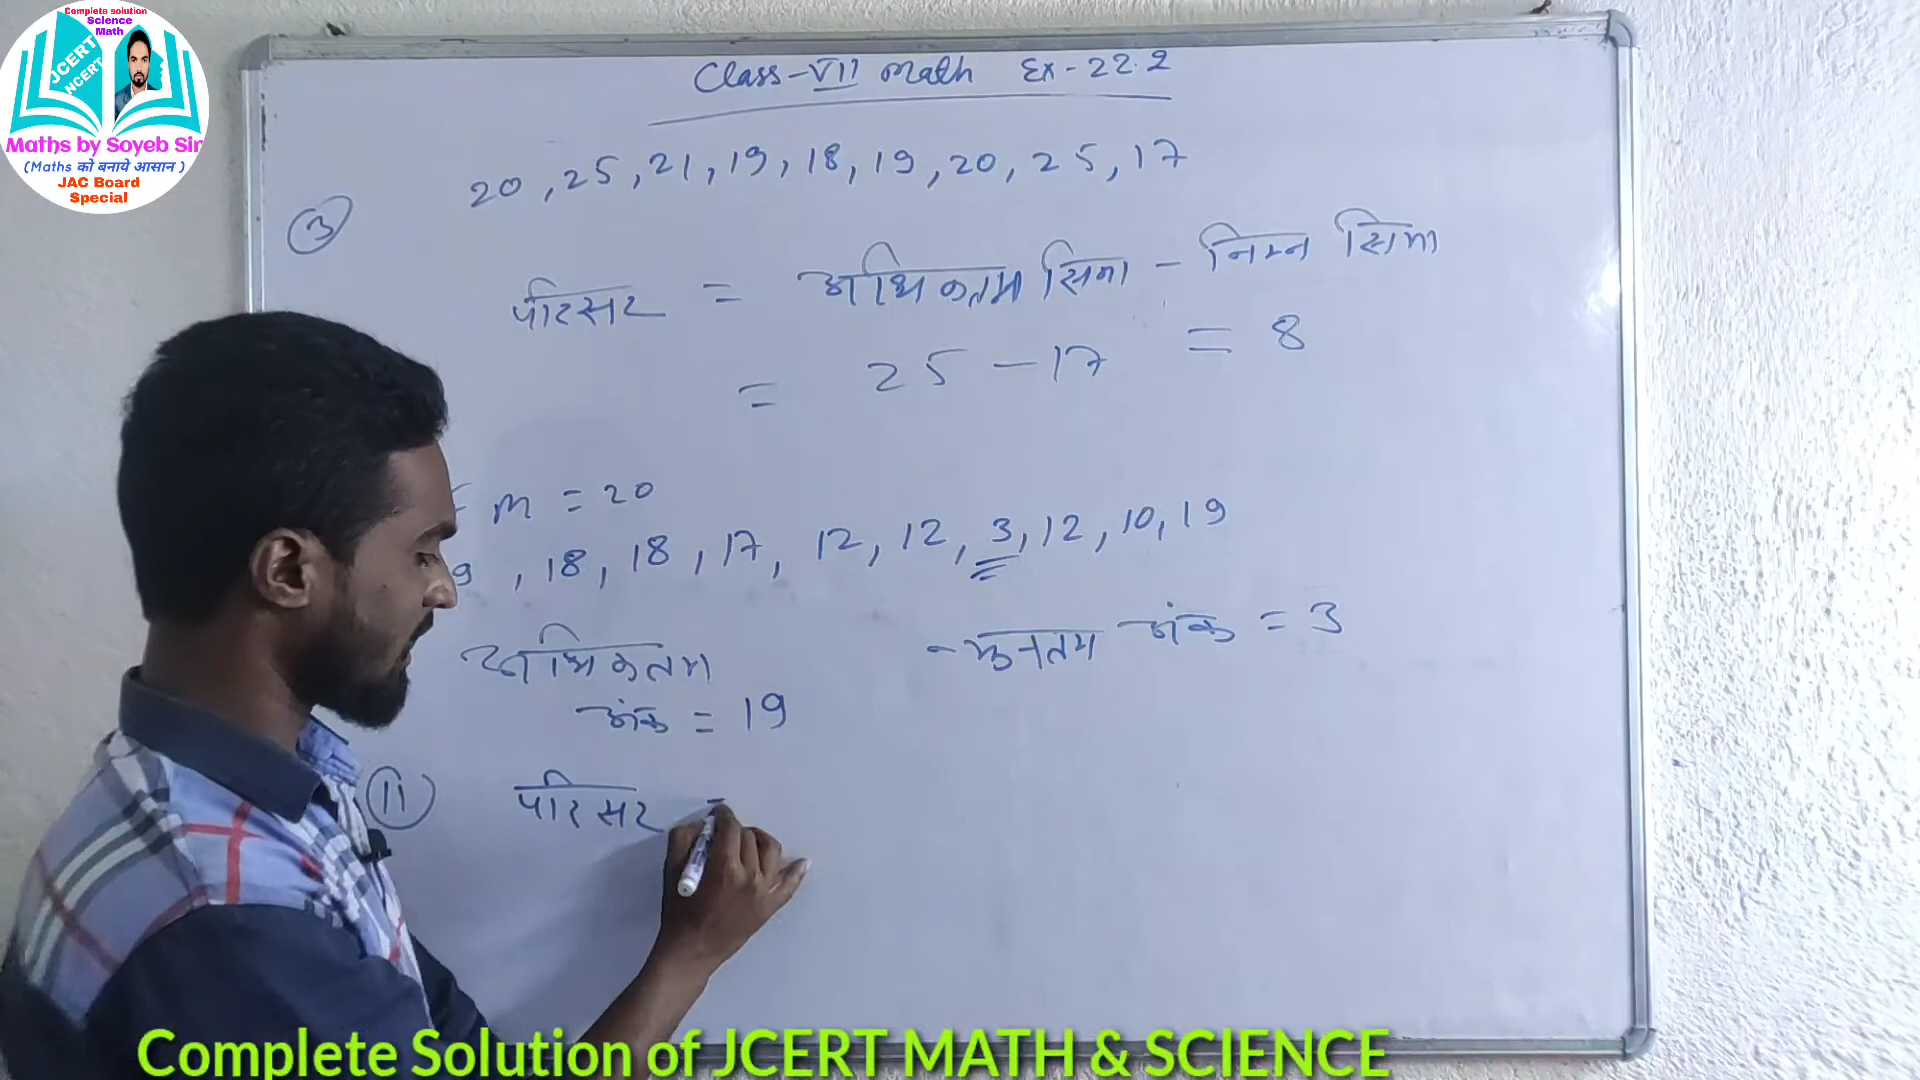 Complete solution
Science
Math
JCERT
NCERT
Maths by Soyeb Sir
(Maths को बनाये आसान )
JAC Board
Special
Class-VII Math Ex-22.2
③ 20, 25, 21, 19, 18, 19, 20, 25, 17
परिसर = अधिकतम सिमा - निम्न सिमा
= 25 - 17 = 8
m = 20
9, 18, 18, 17, 12, 12, 3, 12, 10, 19
अधिकतम
अंक = 19
अंक = 3
11 परिसर =
Complete Solution of JCERT MATH & SCIENCE